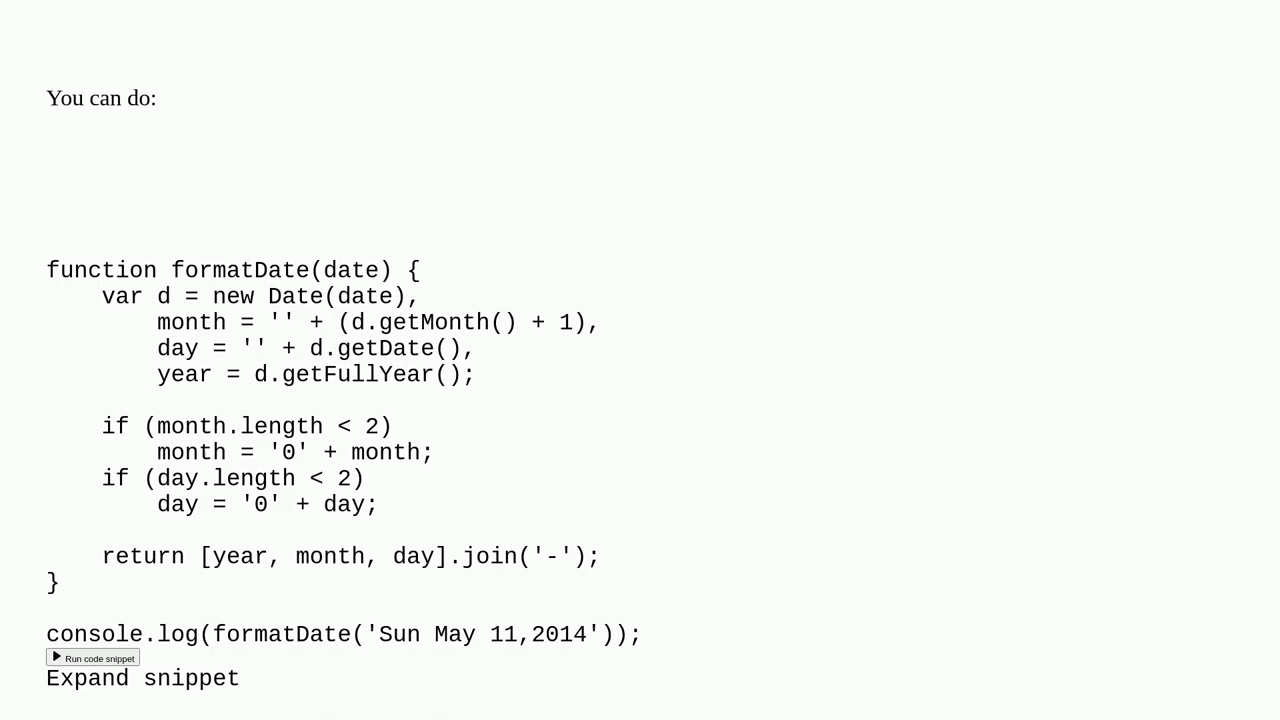 You can do:
function formatDate(date) {
    var d = new Date(date),
        month = '' + (d.getMonth() + 1),
        day = '' + d.getDate(),
        year = d.getFullYear();
    if (month.length < 2)
        month = '0' + month;
    if (day.length < 2)
        day = '0' + day;
    return [year, month, day].join('-');
}
console.log(formatDate('Sun May 11,2014'));
Run code snippet
Expand snippet